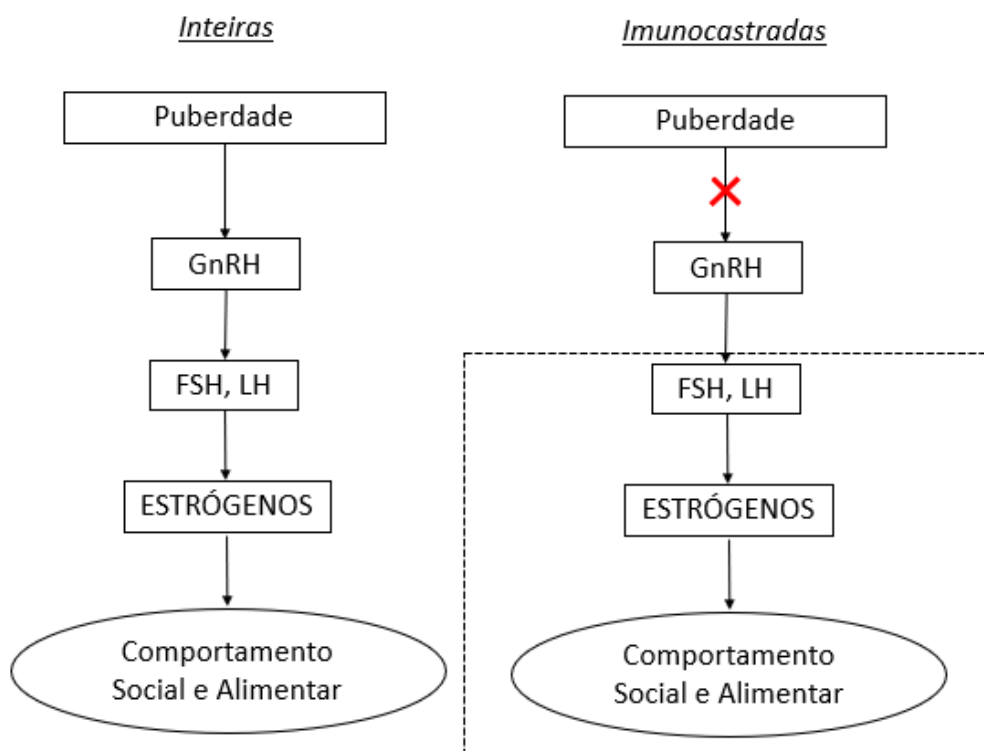 Inteiras
Puberdade
GnRH
FSH, LH
ESTRÓGENOS
Comportamento
Social e Alimentar
Imunocastradas
Puberdade
GnRH
FSH, LH
ESTRÓGENOS
Comportamento
Social e Alimentar